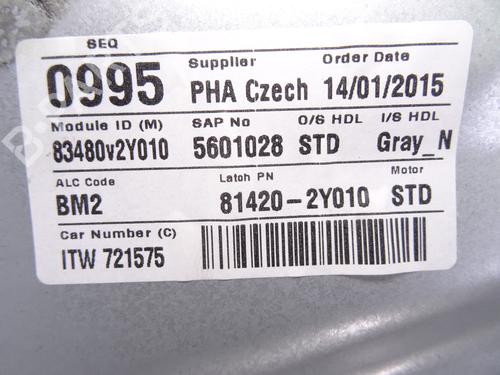 SEQ Supplier Order Date
0995 PHA Czech 14/01/2015
Module ID (M) SAP No O/S HDL I/S HDL
83480v2Y010 5601028 STD Gray_N
ALC Code Latch PN Motor
BM2 81420-2Y010 STD
Car Number (C)
ITW 721575